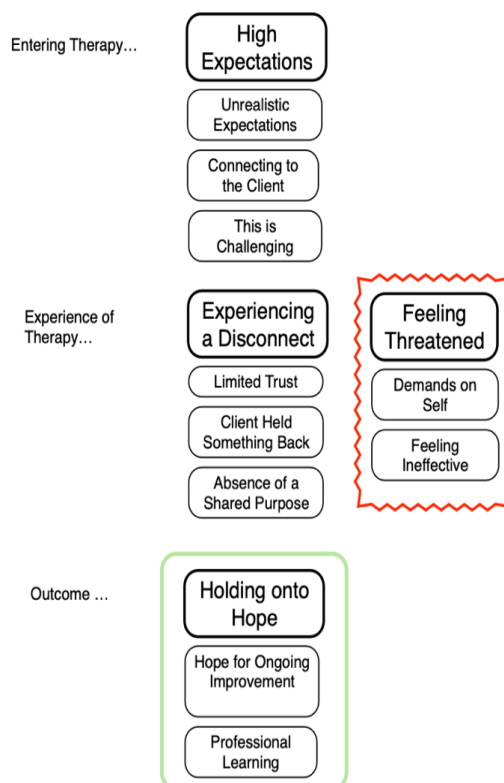 Entering Therapy…
High
Expectations
Unrealistic
Expectations
Connecting to
the Client
This is
Challenging
Experience of
Therapy…
Experiencing
a Disconnect
Limited Trust
Client Held
Something Back
Absence of a
Shared Purpose
Feeling
Threatened
Demands on
Self
Feeling
Ineffective
Outcome …
Holding onto
Hope
Hope for Ongoing
Improvement
Professional
Learning